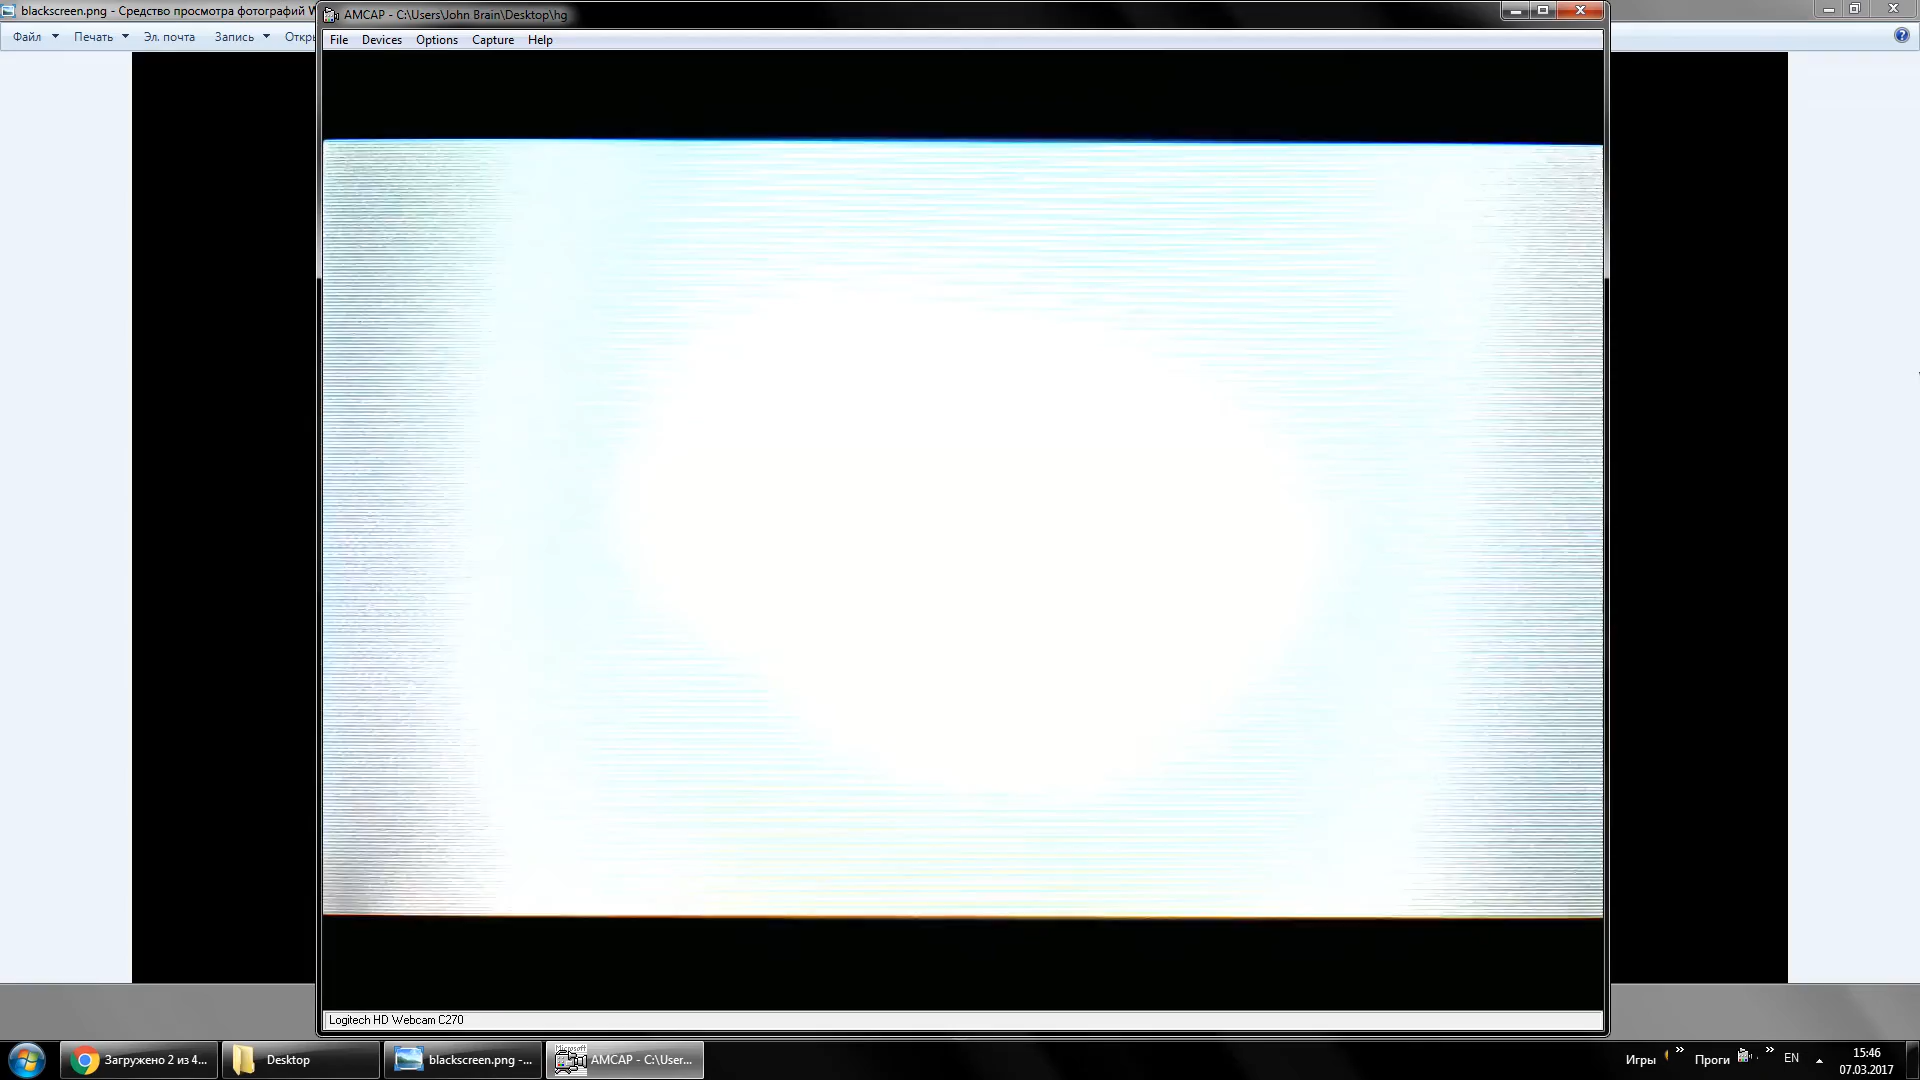 blackscreen.png - Средство просмотра фотографий W
AMCAP - C:\Users\John Brain\Desktop\hg
Файл Печать Эл. почта Запись Откры
File Devices Options Capture Help
Logitech HD Webcam C270
Загружено 2 из 4...
Desktop
blackscreen.png -...
Microsoft
AMCAP - C:\User...
Игры
Проги
EN
15:46
07.03.2017